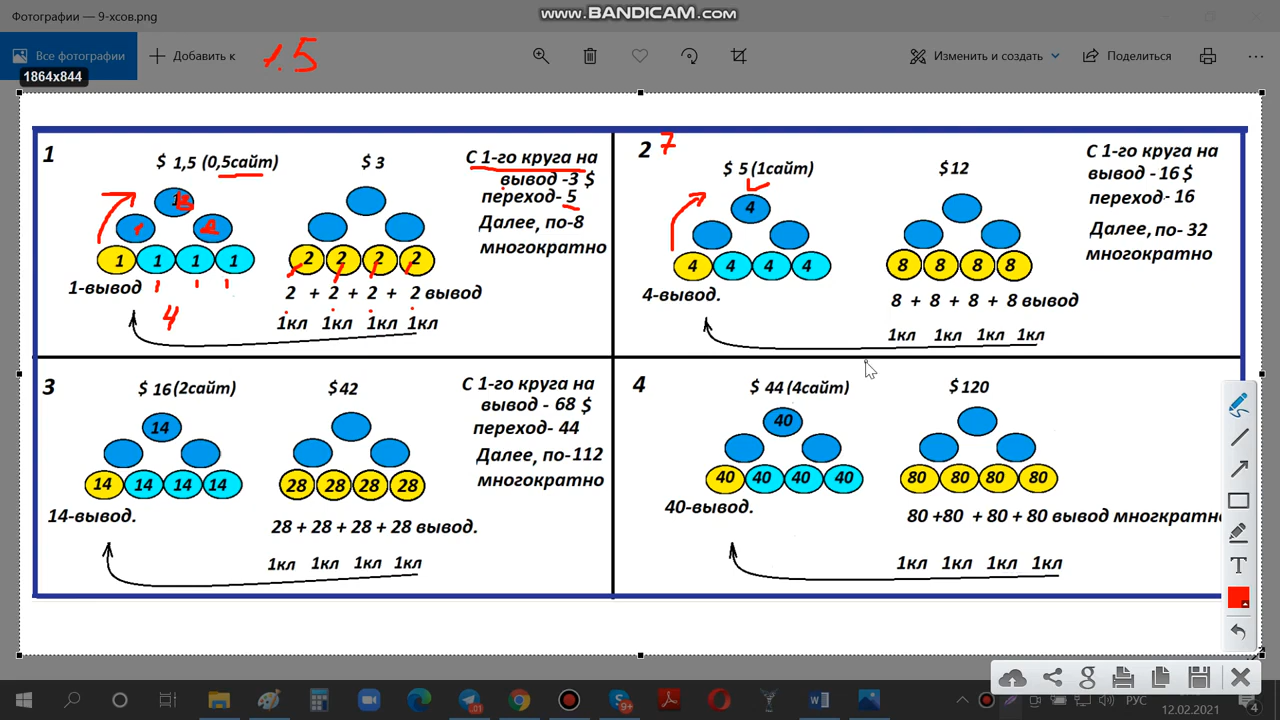 Фотографии — 9-хсов.png
www.BANDICAM.com
Все фотографии
Добавить к
1.5
Изменить и создать
Поделиться
1864x844
1
$ 1,5 (0,5сайт)
$ 3
С 1-го круга на
вывод -3 $
переход- 5
Далее, по-8
многократно
1 1 1 1
2 2 2 2
1-вывод
2 + 2 + 2 + 2 вывод
4
1кл 1кл 1кл 1кл
2
7
$ 5 (1сайт)
$ 12
С 1-го круга на
вывод - 16 $
переход- 16
Далее, по- 32
многократно
4
4 4 4 4
8 8 8 8
4-вывод.
8 + 8 + 8 + 8 вывод
1кл 1кл 1кл 1кл
3
$ 16 (2сайт)
$ 42
С 1-го круга на
вывод - 68 $
переход- 44
Далее, по-112
многократно
14
14 14 14 14
28 28 28 28
14-вывод.
28 + 28 + 28 + 28 вывод.
1кл 1кл 1кл 1кл
4
$ 44 (4сайт)
$ 120
40
40 40 40 40
80 80 80 80
40-вывод.
80 +80 + 80 + 80 вывод многкратн
1кл 1кл 1кл 1кл
РУС
12.02.2021